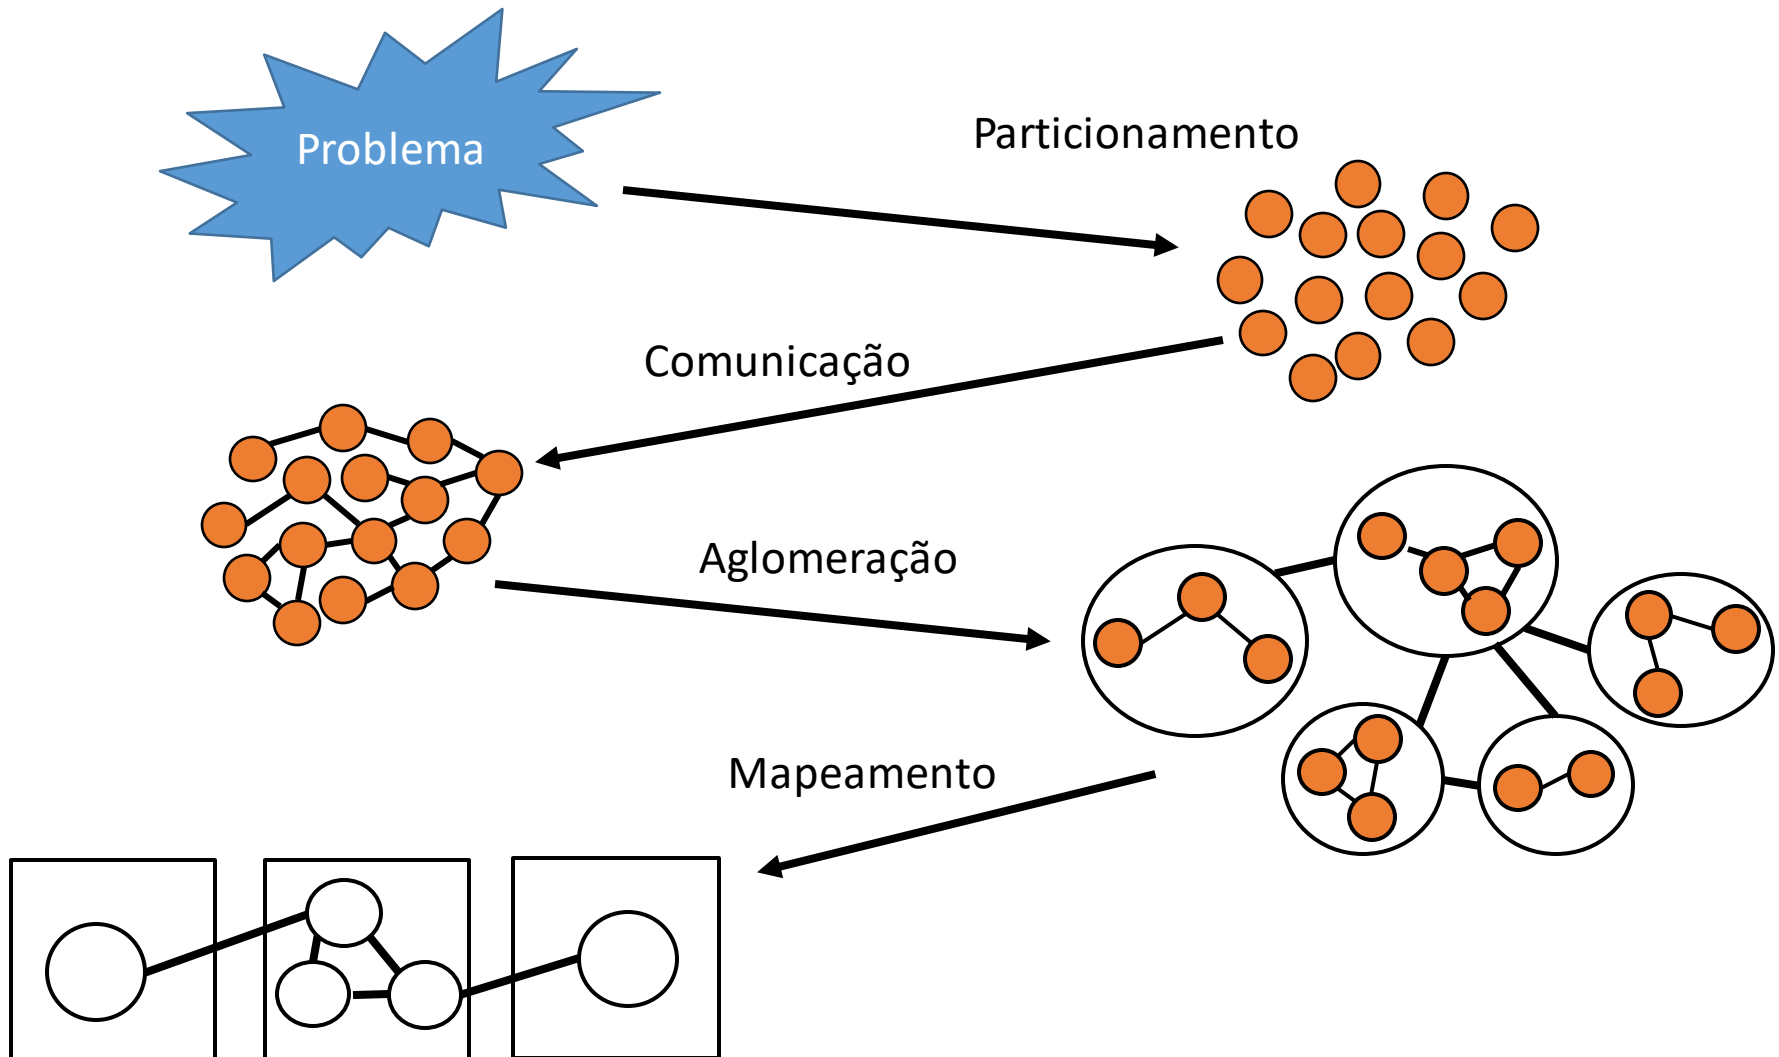 Problema
Particionamento
Comunicação
Aglomeração
Mapeamento